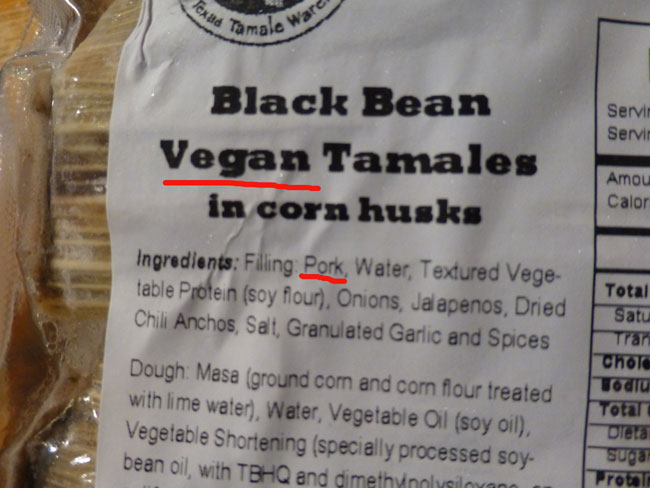 Texas Tamale
Black Bean
Vegan Tamales
in corn husks
Ingredients: Filling: Pork, Water, Textured Vege-
table Protein (soy flour), Onions, Jalapenos, Dried
Chili Anchos, Salt, Granulated Garlic and Spices
Dough: Masa (ground corn and corn flour treated
with lime water), Water, Vegetable Oil (soy oil),
Vegetable Shortening (specially processed soy-
bean oil, with TBHQ and dimethylpolysiloxane,
Servi
Servi
Amou
Calor
Total
Satu
Tran
Chole
Sodiu
Total
Dieta
Suga
Protei